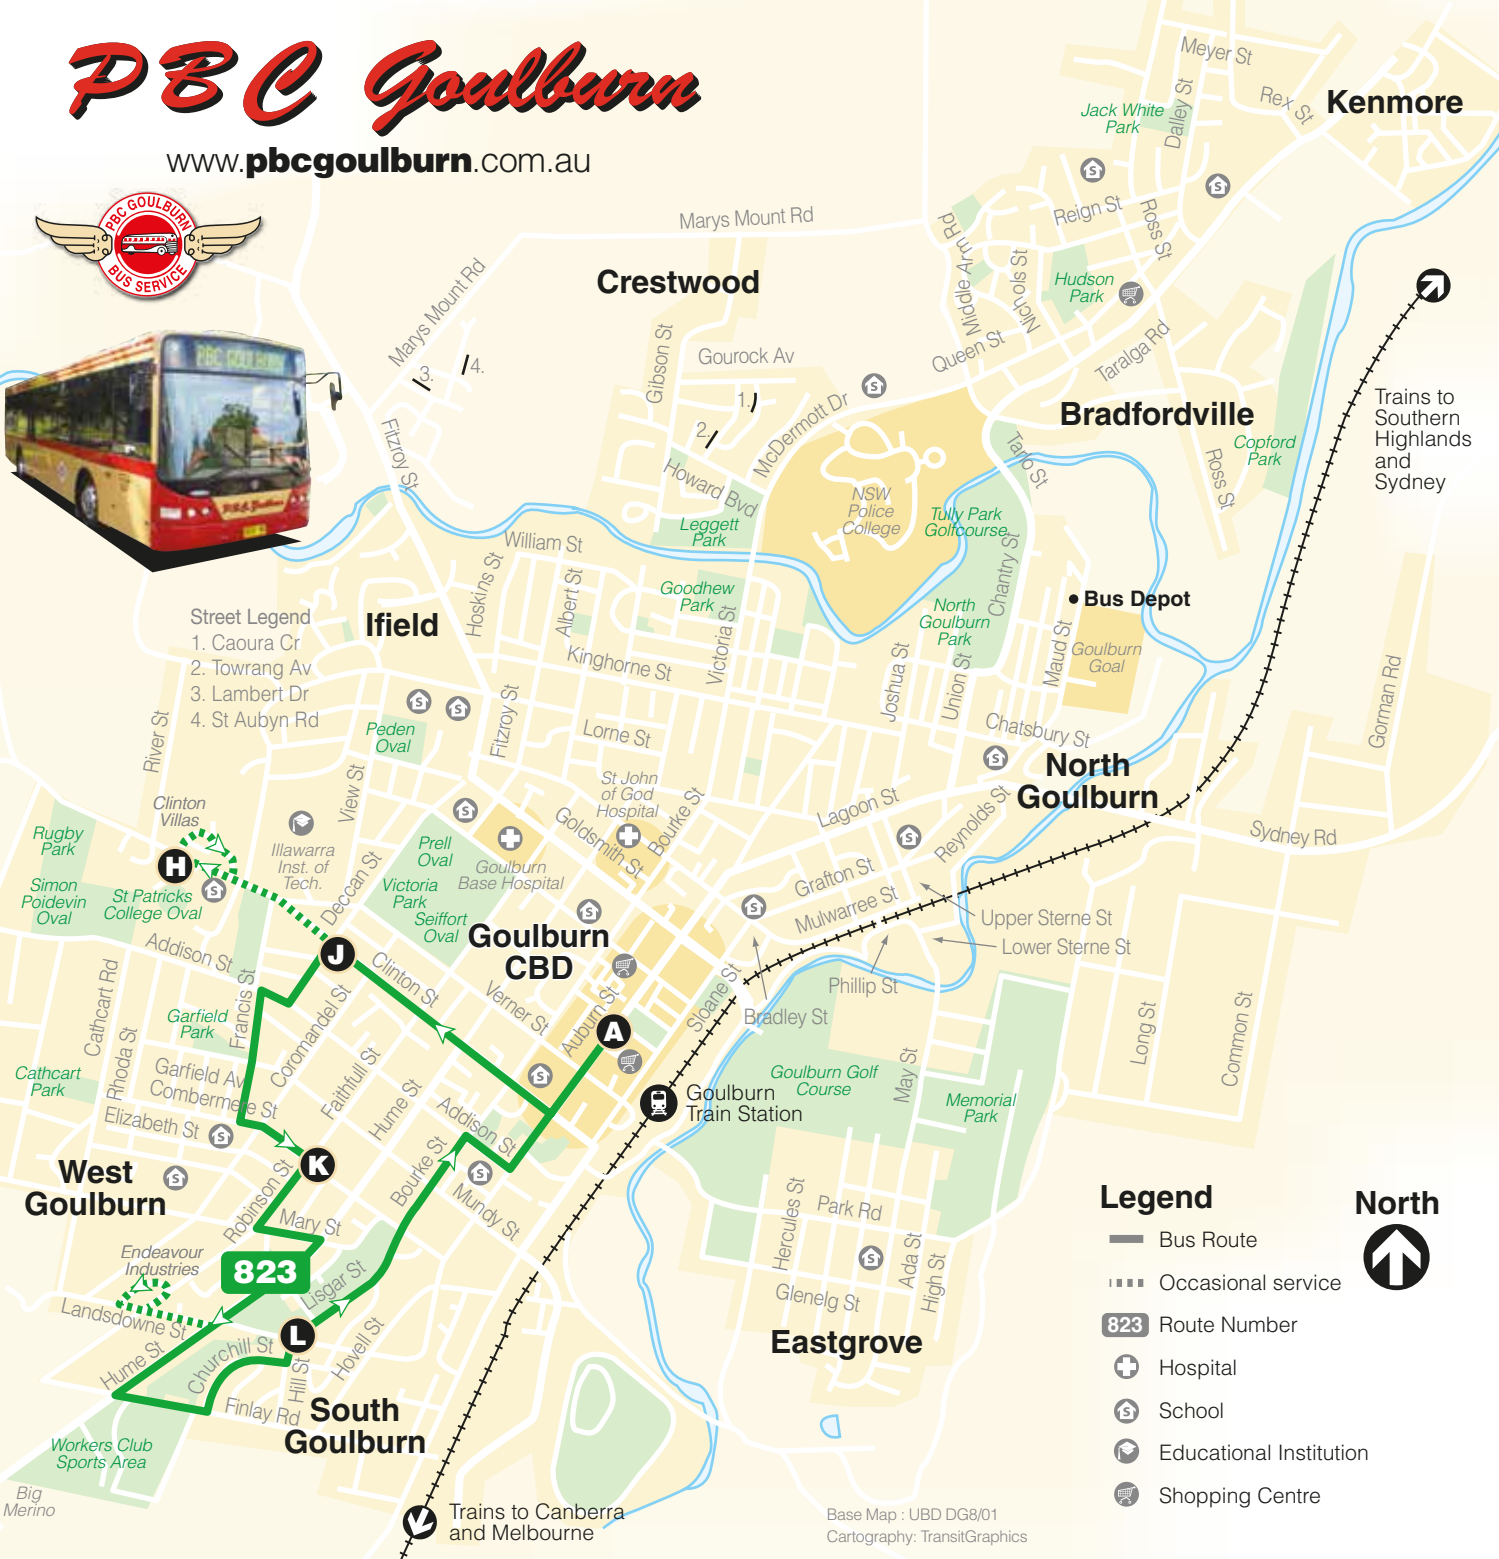 PBC Goulburn
www.pbcgoulburn.com.au
PBC GOULBURN
BUS SERVICE
PBC GOULBURN
Street Legend
1. Caoura Cr
2. Towrang Av
3. Lambert Dr
4. St Aubyn Rd
Kenmore
Meyer St
Rex St
Dalley St
Jack White
Park
Reign St
Ross St
Marys Mount Rd
Middle Arm Rd
Nichols St
Hudson
Park
Crestwood
Marys Mount Rd
3.
4.
Gibson St
Gourock Av
1.
2.
McDermott Dr
Howard Bvd
Queen St
Taralga Rd
Bradfordville
Copford
Park
Ross St
Trains to
Southern
Highlands
and
Sydney
Fitzroy St
Leggett
Park
NSW
Police
College
Tarlo St
Tully Park
Golfcourse
Chantry St
William St
Hoskins St
Albert St
Goodhew
Park
Victoria St
Ifield
Kinghorne St
North
Goulburn
Park
Bus Depot
Maud St
Goulburn
Goal
Joshua St
Union St
Gorman Rd
River St
Peden
Oval
Fitzroy St
Lorne St
Chatsbury St
North
Goulburn
Clinton
Villas
View St
St John
of God
Hospital
Goldsmith St
Bourke St
Lagoon St
Reynolds St
Sydney Rd
Rugby
Park
H
Illawarra
Inst. of
Tech.
Prell
Oval
Goulburn
Base Hospital
Grafton St
Simon
Poidevin
Oval
St Patricks
College Oval
Deccan St
Victoria
Park
Seiffort
Oval
Mulwarree St
Upper Sterne St
Lower Sterne St
Goulburn
CBD
Addison St
J
Clinton St
Verner St
Auburn St
Sloane St
Phillip St
Bradley St
Cathcart Rd
Francis St
Garfield
Park
Coromandel St
A
Long St
Common St
Rhoda St
Cathcart
Park
Garfield Av
Combermere St
Elizabeth St
Faithfull St
Hume St
Addison St
Goulburn
Train Station
Goulburn Golf
Course
May St
Memorial
Park
West
Goulburn
K
Robinson St
Bourke St
Mundy St
Mary St
Hercules St
Park Rd
Ada St
High St
Endeavour
Industries
823
Lisgar St
Glenelg St
Landsdowne St
L
Hovell St
Eastgrove
Hume St
Churchill St
Hill St
Finlay Rd
South
Goulburn
Workers Club
Sports Area
Big
Merino
Trains to Canberra
and Melbourne
Legend
North
Bus Route
Occasional service
823 Route Number
Hospital
School
Educational Institution
Shopping Centre
Base Map : UBD DG8/01
Cartography: TransitGraphics